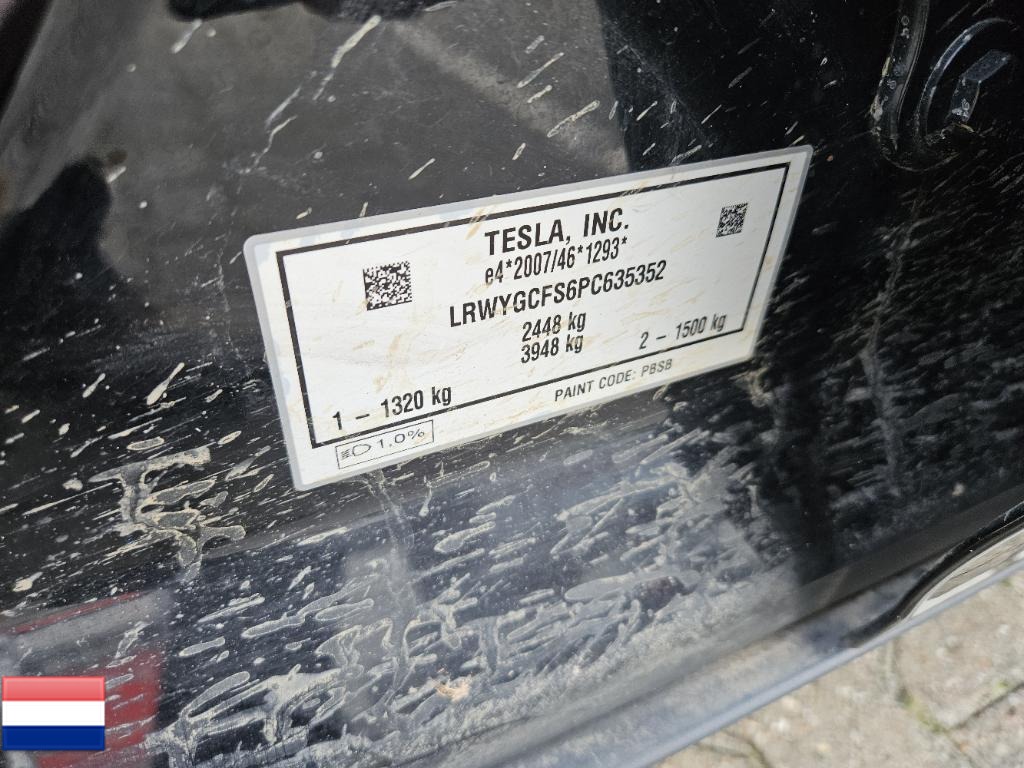 TESLA, INC.
e4*2007/46*1293*
LRWYGCFS6PC635352
2448 kg
3948 kg
1 – 1320 kg
2 – 1500 kg
PAINT CODE: PBSB
1.0%